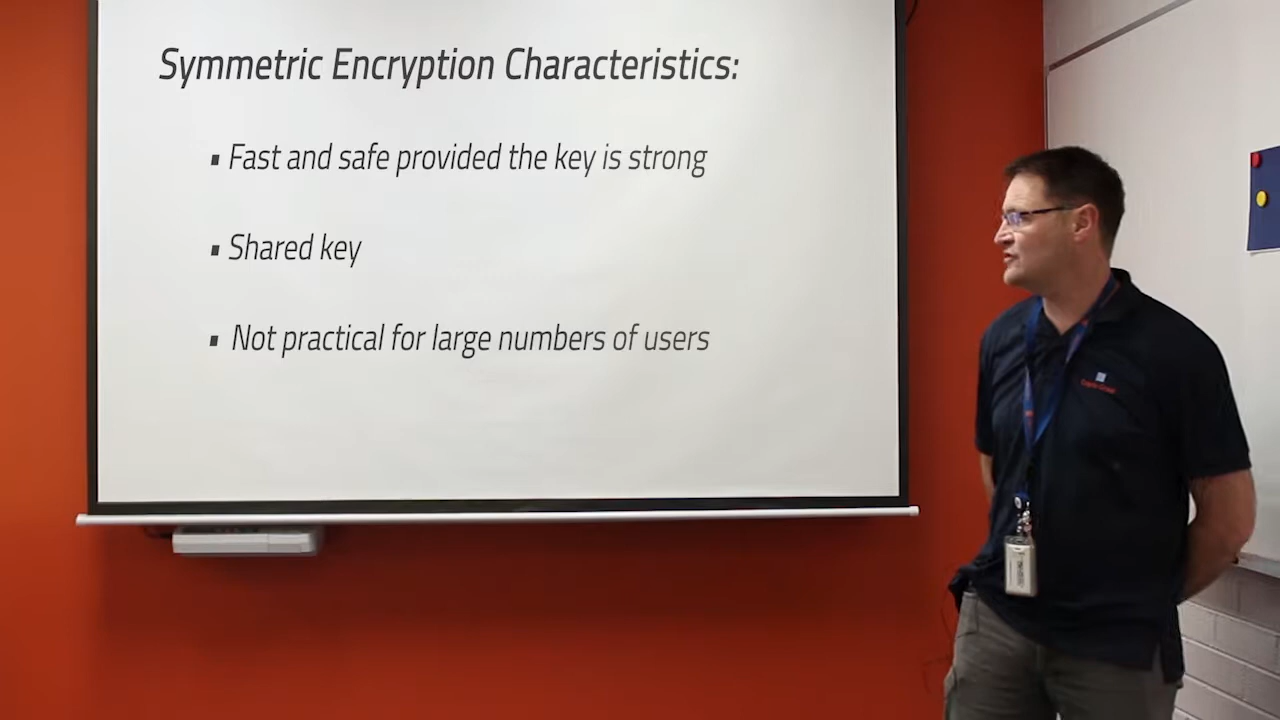 Symmetric Encryption Characteristics:
▪ Fast and safe provided the key is strong
▪ Shared key
▪ Not practical for large numbers of users